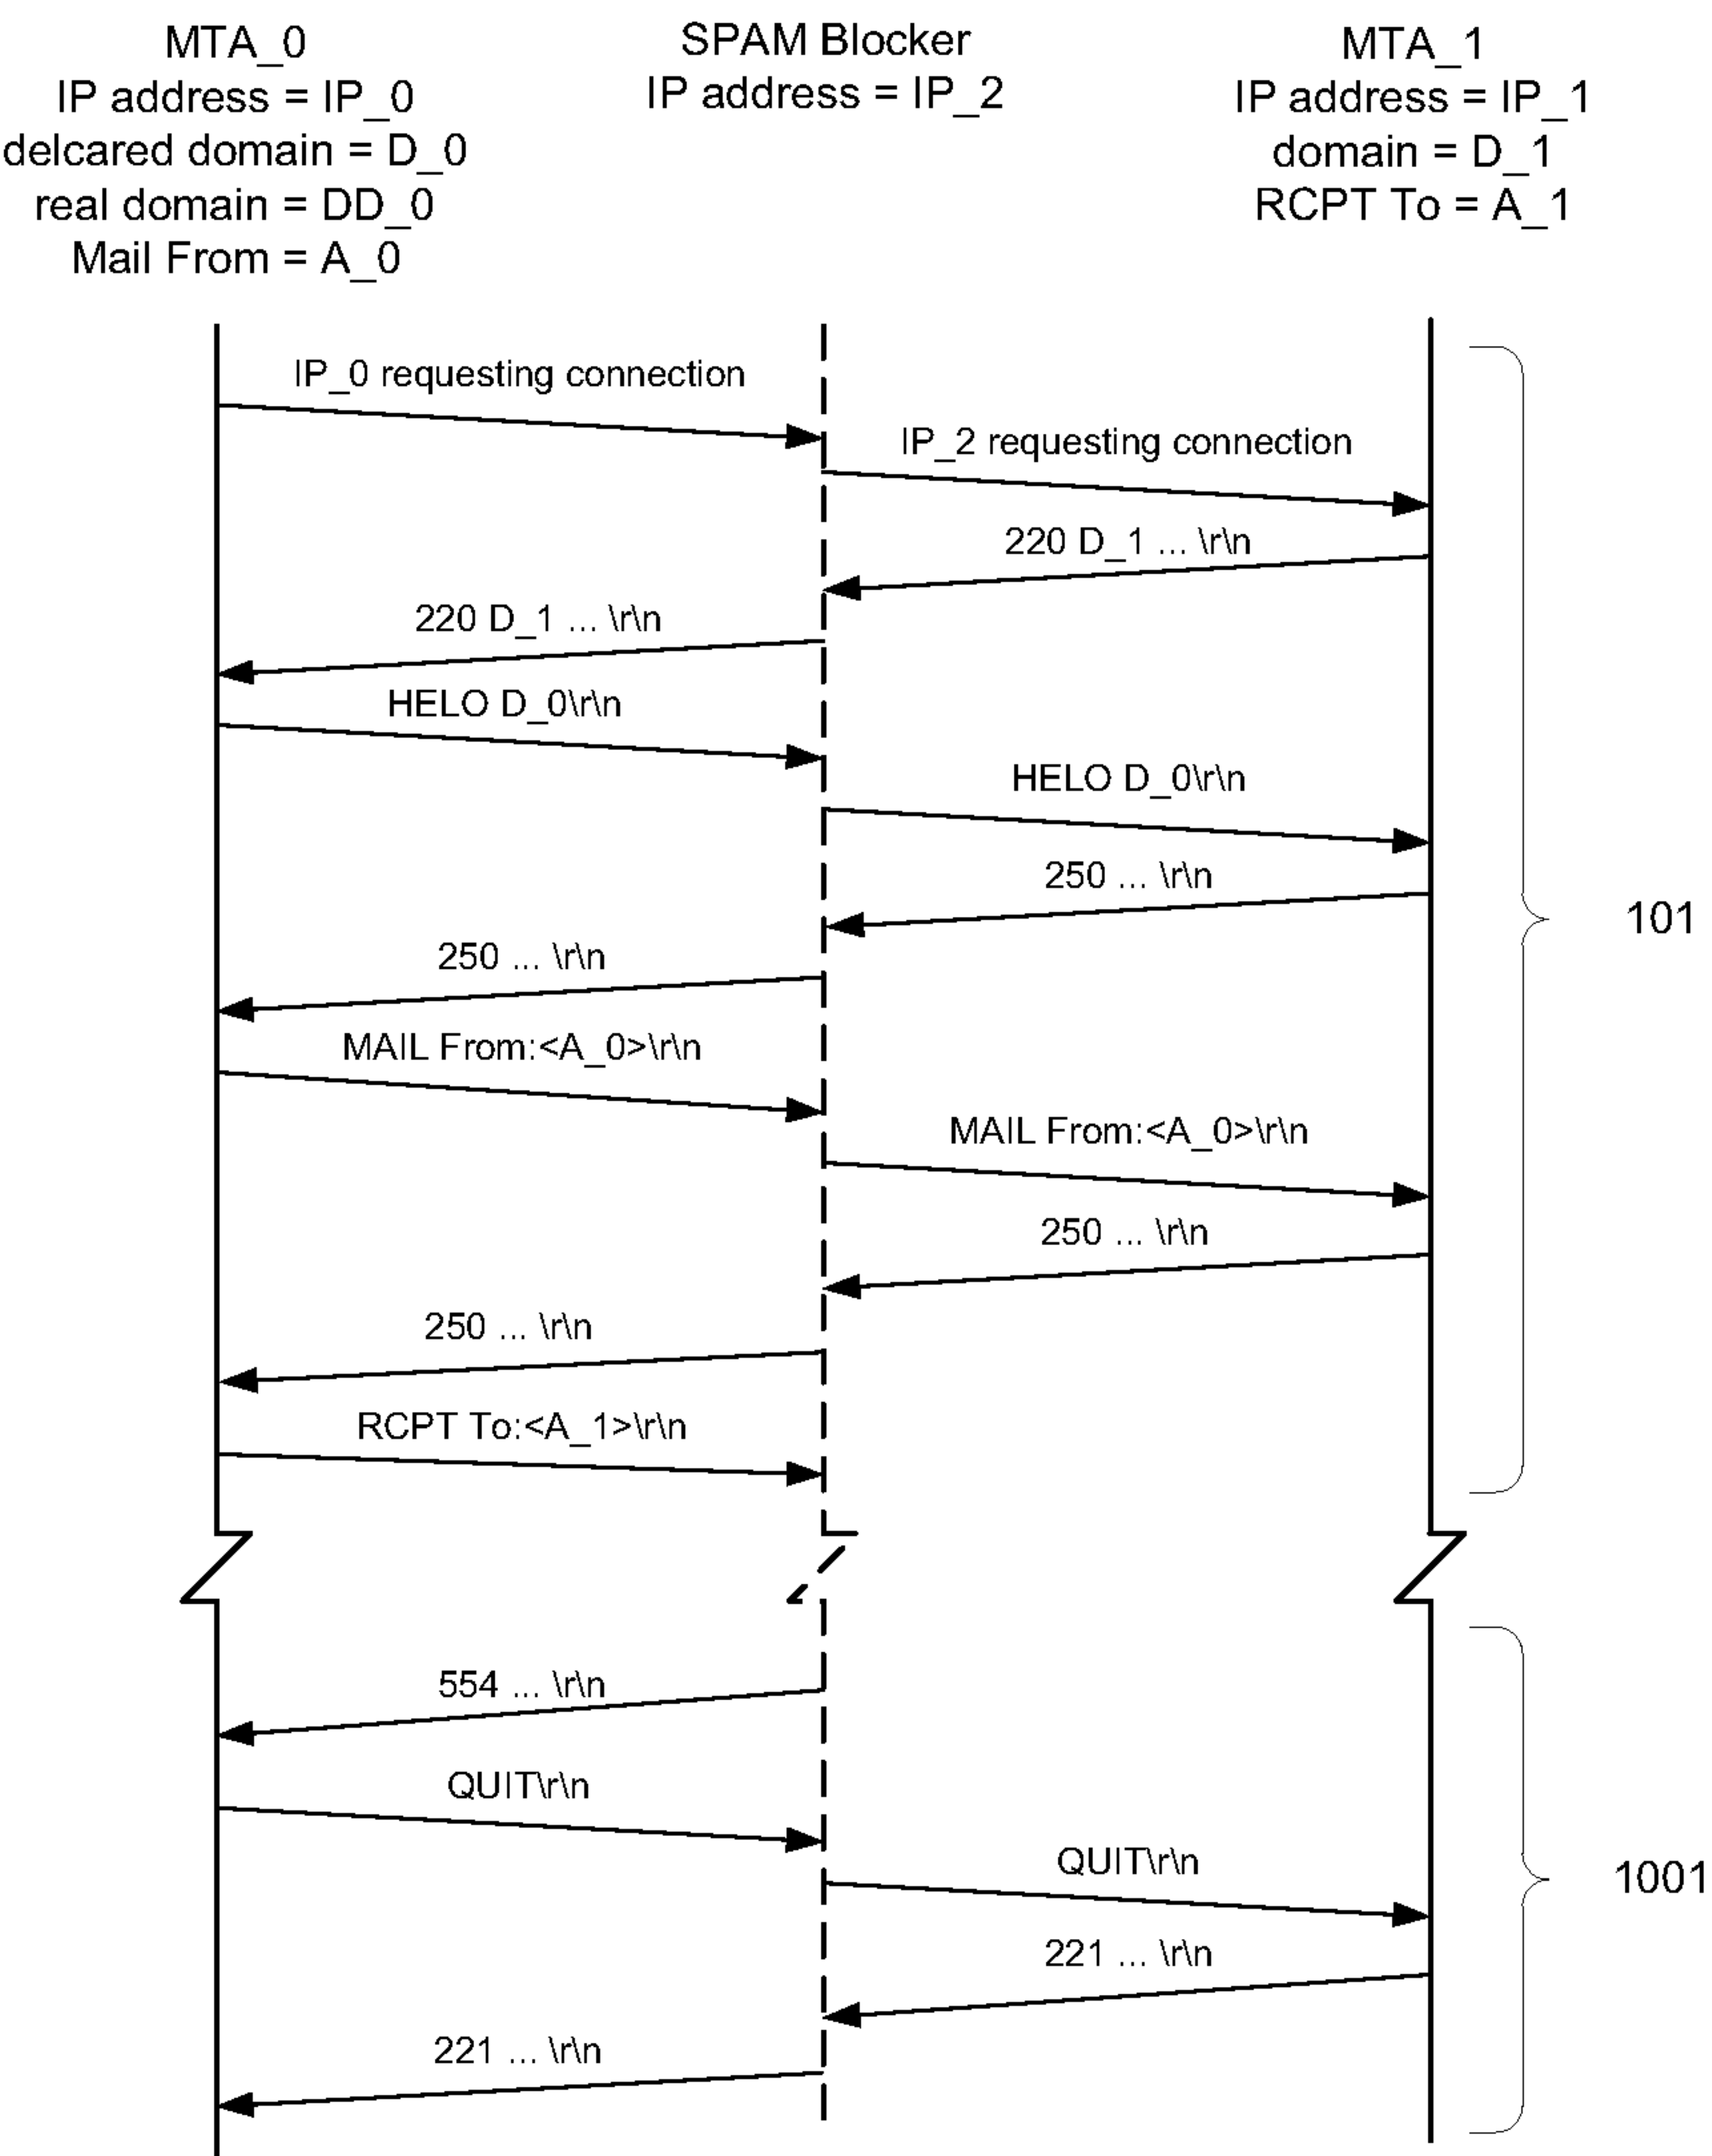 MTA_0
IP address = IP_0
delcared domain = D_0
real domain = DD_0
Mail From = A_0
SPAM Blocker
IP address = IP_2
MTA_1
IP address = IP_1
domain = D_1
RCPT To = A_1
IP_0 requesting connection
IP_2 requesting connection
220 D_1 ... \r\n
220 D_1 ... \r\n
HELO D_0\r\n
HELO D_0\r\n
250 ... \r\n
250 ... \r\n
MAIL From:<A_0>\r\n
MAIL From:<A_0>\r\n
250 ... \r\n
250 ... \r\n
RCPT To:<A_1>\r\n
101
554 ... \r\n
QUIT\r\n
QUIT\r\n
221 ... \r\n
221 ... \r\n
1001